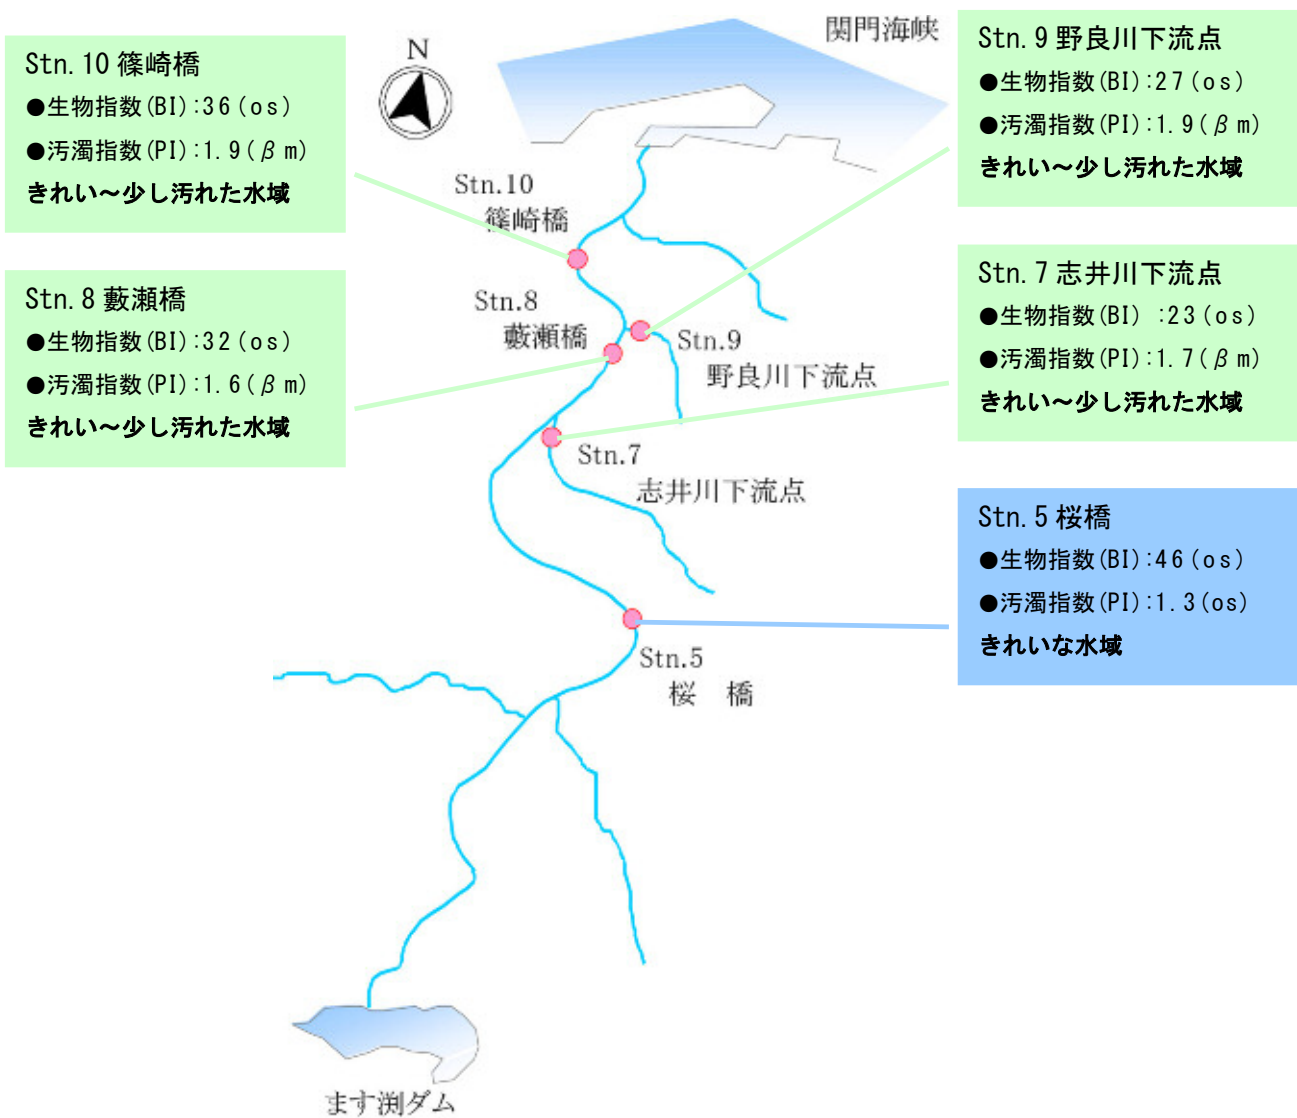 関門海峡
N
Stn. 10 篠崎橋
●生物指数(BI):36(os)
●汚濁指数(PI):1.9(βm)
きれい～少し汚れた水域
Stn. 9 野良川下流点
●生物指数(BI):27(os)
●汚濁指数(PI):1.9(βm)
きれい～少し汚れた水域
Stn.10
篠崎橋
Stn. 8 藪瀬橋
●生物指数(BI):32(os)
●汚濁指数(PI):1.6(βm)
きれい～少し汚れた水域
Stn.8
藪瀬橋
Stn.9
野良川下流点
Stn. 7 志井川下流点
●生物指数(BI) :23(os)
●汚濁指数(PI):1.7(βm)
きれい～少し汚れた水域
Stn.7
志井川下流点
Stn. 5 桜橋
●生物指数(BI):46(os)
●汚濁指数(PI):1.3(os)
きれいな水域
Stn.5
桜　橋
ます渕ダム